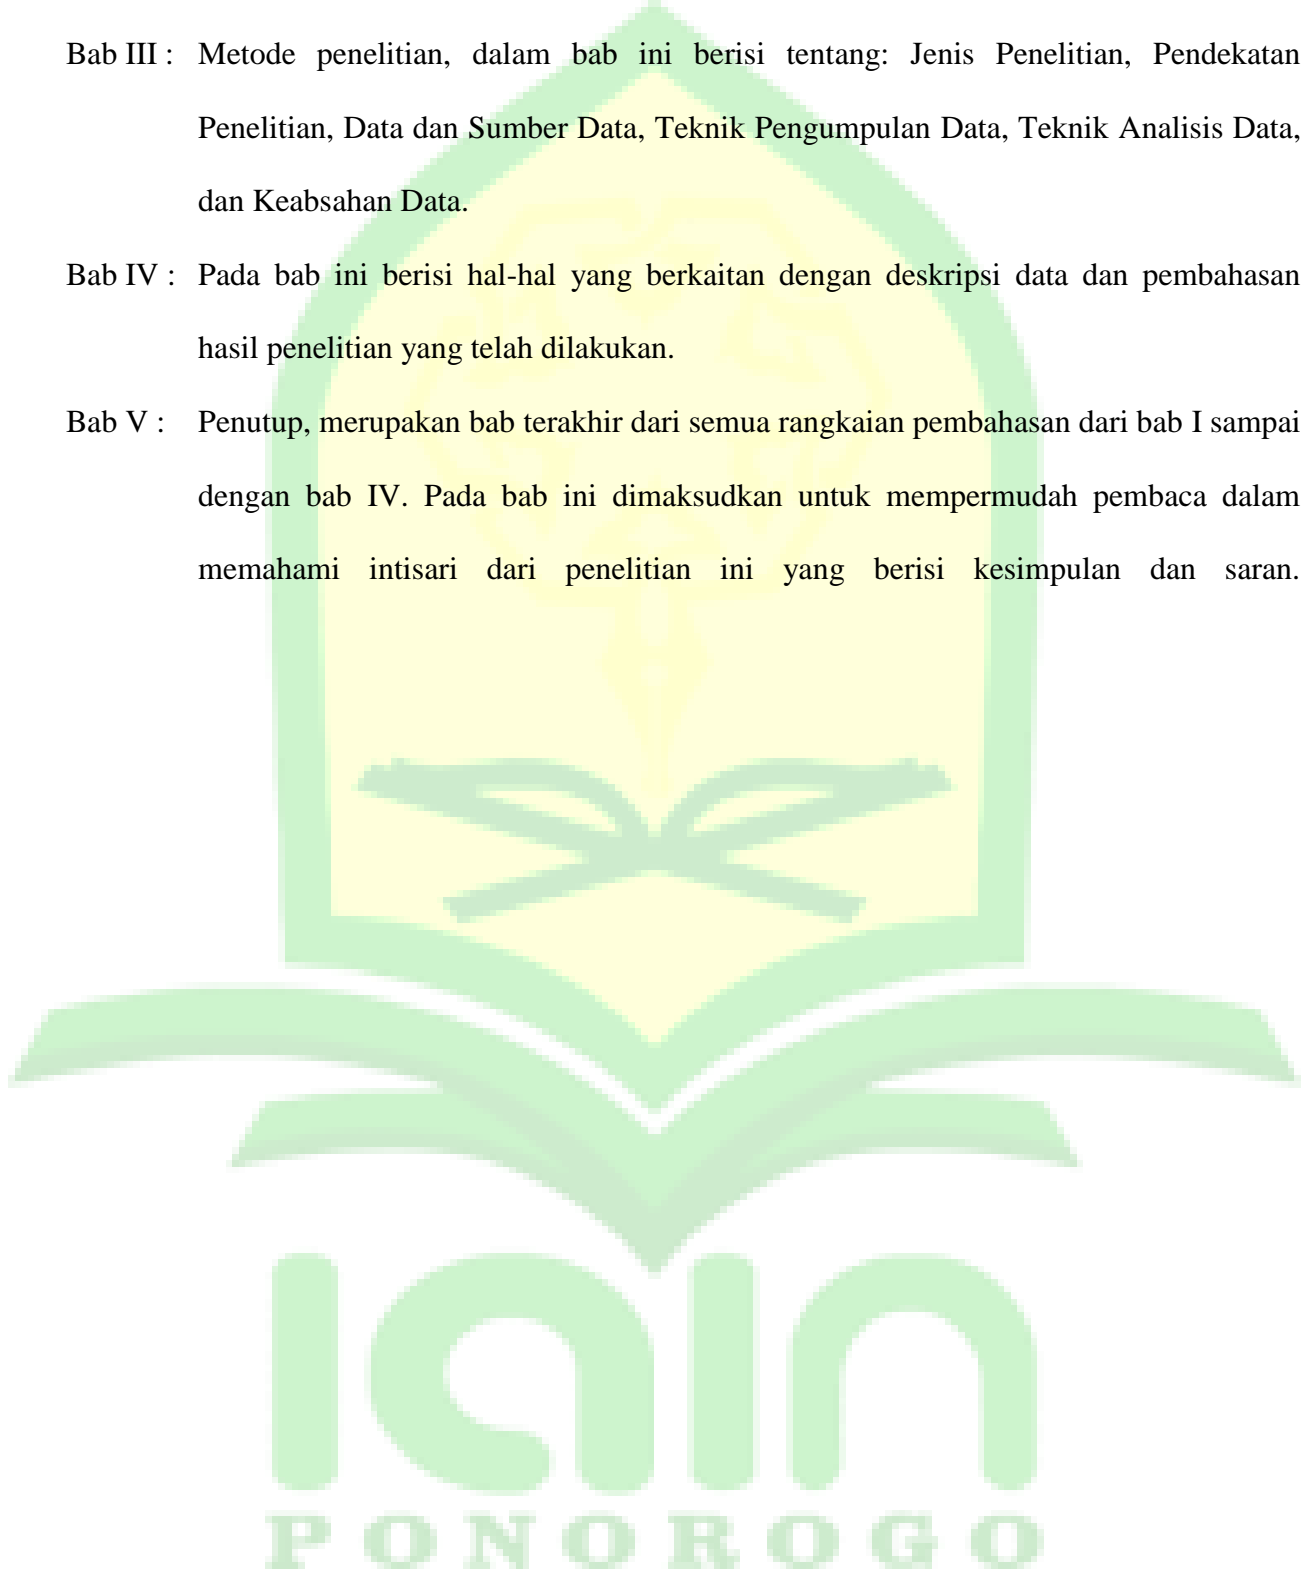 Bab III : Metode penelitian, dalam bab ini berisi tentang: Jenis Penelitian, Pendekatan
Penelitian, Data dan Sumber Data, Teknik Pengumpulan Data, Teknik Analisis Data,
dan Keabsahan Data.
Bab IV : Pada bab ini berisi hal-hal yang berkaitan dengan deskripsi data dan pembahasan
hasil penelitian yang telah dilakukan.
Bab V : Penutup, merupakan bab terakhir dari semua rangkaian pembahasan dari bab I sampai
dengan bab IV. Pada bab ini dimaksudkan untuk mempermudah pembaca dalam
memahami intisari dari penelitian ini yang berisi kesimpulan dan saran.
iain
PONOROGO